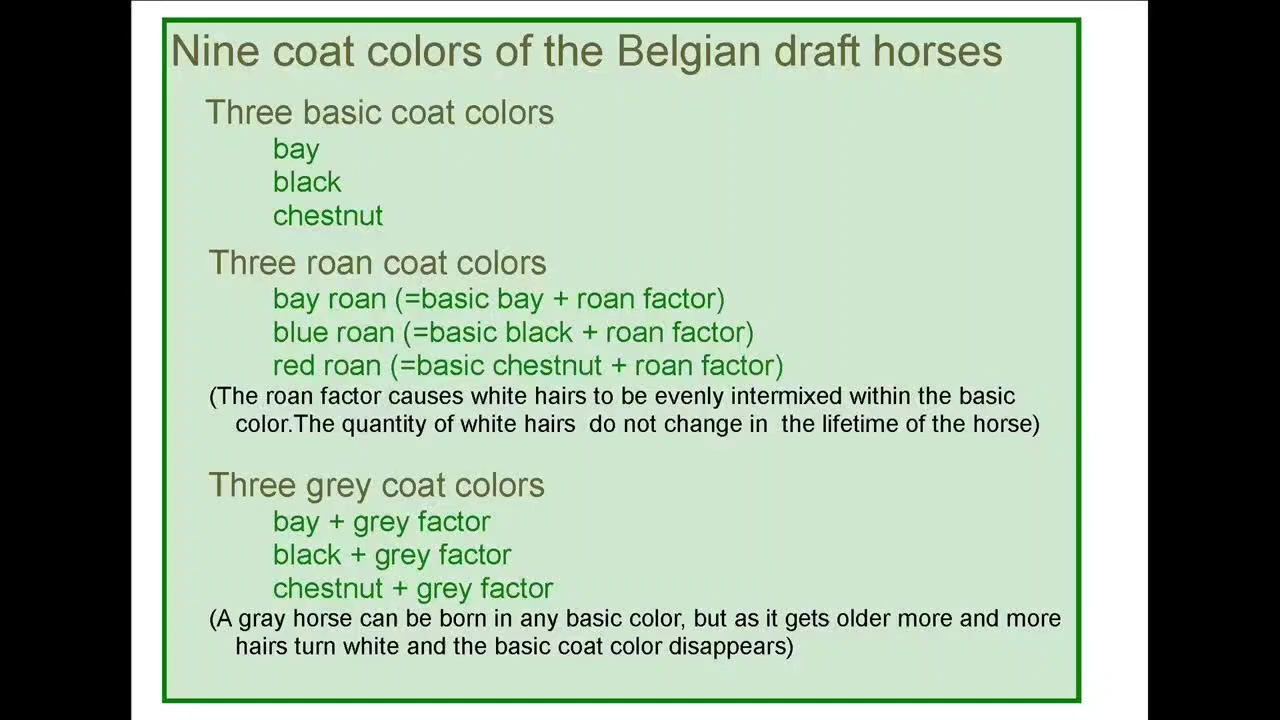 Nine coat colors of the Belgian draft horses
Three basic coat colors
bay
black
chestnut
Three roan coat colors
bay roan (=basic bay + roan factor)
blue roan (=basic black + roan factor)
red roan (=basic chestnut + roan factor)
(The roan factor causes white hairs to be evenly intermixed within the basic
color.The quantity of white hairs  do not change in  the lifetime of the horse)
Three grey coat colors
bay + grey factor
black + grey factor
chestnut + grey factor
(A gray horse can be born in any basic color, but as it gets older more and more
hairs turn white and the basic coat color disappears)